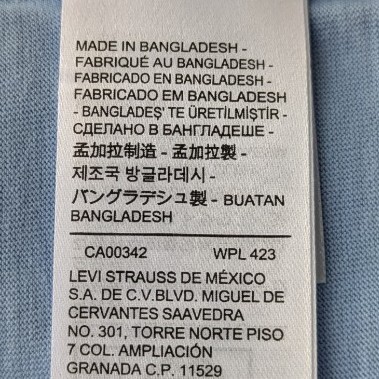 MADE IN BANGLADESH -
FABRIQUÉ AU BANGLADESH -
FABRICADO EN BANGLADESH -
FABRICADO EM BANGLADESH
- BANGLADEŞ' TE ÜRETİLMİŞTİR -
СДЕЛАНО В БАНГЛАДЕШЕ -
孟加拉制造 - 孟加拉製 -
제조국 방글라데시 -
バングラデシュ製 - BUATAN
BANGLADESH
CA00342 WPL 423
LEVI STRAUSS DE MÉXICO
S.A. DE C.V.BLVD. MIGUEL DE
CERVANTES SAAVEDRA
NO. 301, TORRE NORTE PISO
7 COL. AMPLIACIÓN
GRANADA C.P. 11529